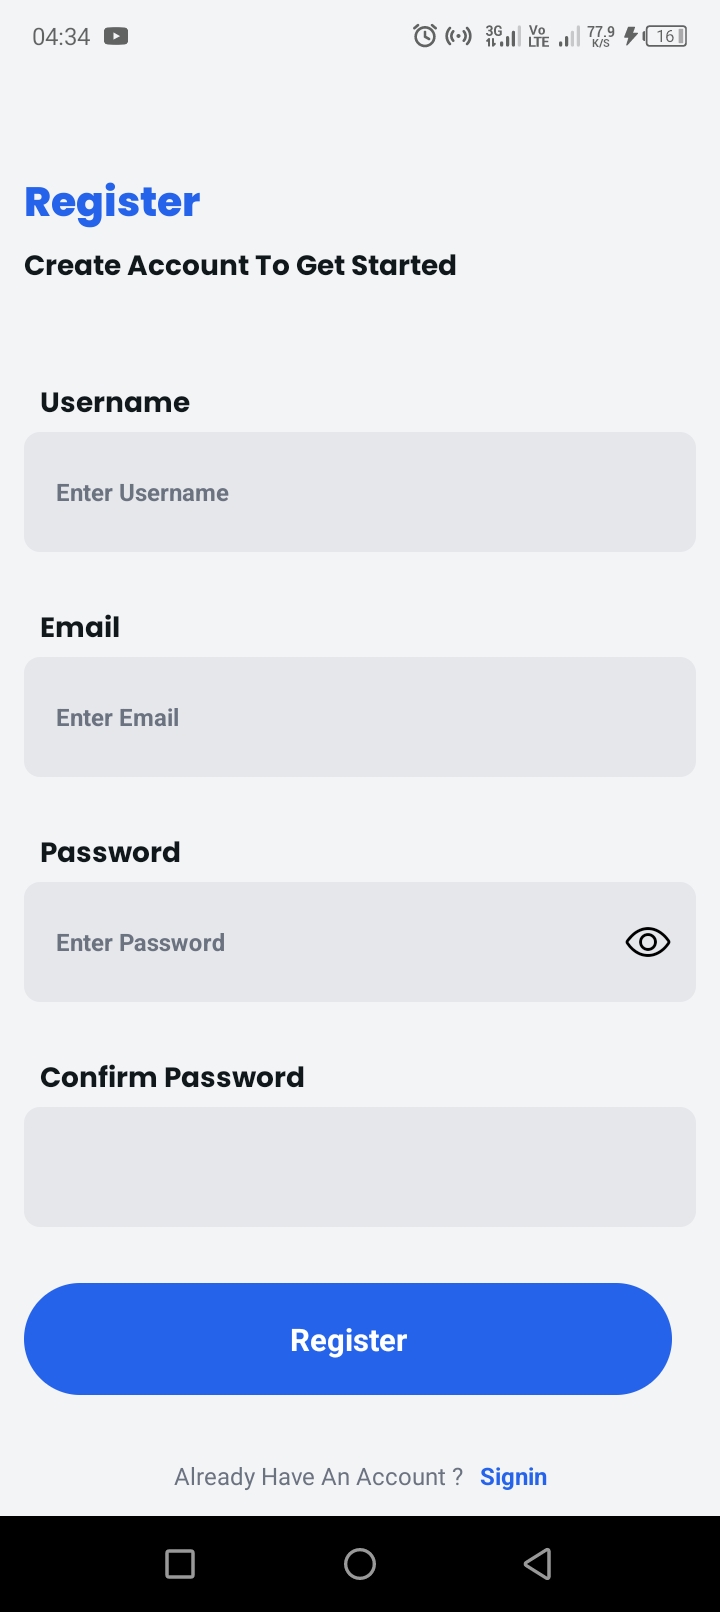 04:34 3G Vo LTE 77.9 K/S 16
Register
Create Account To Get Started
Username
Enter Username
Email
Enter Email
Password
Enter Password
Confirm Password
Register
Already Have An Account ? Signin